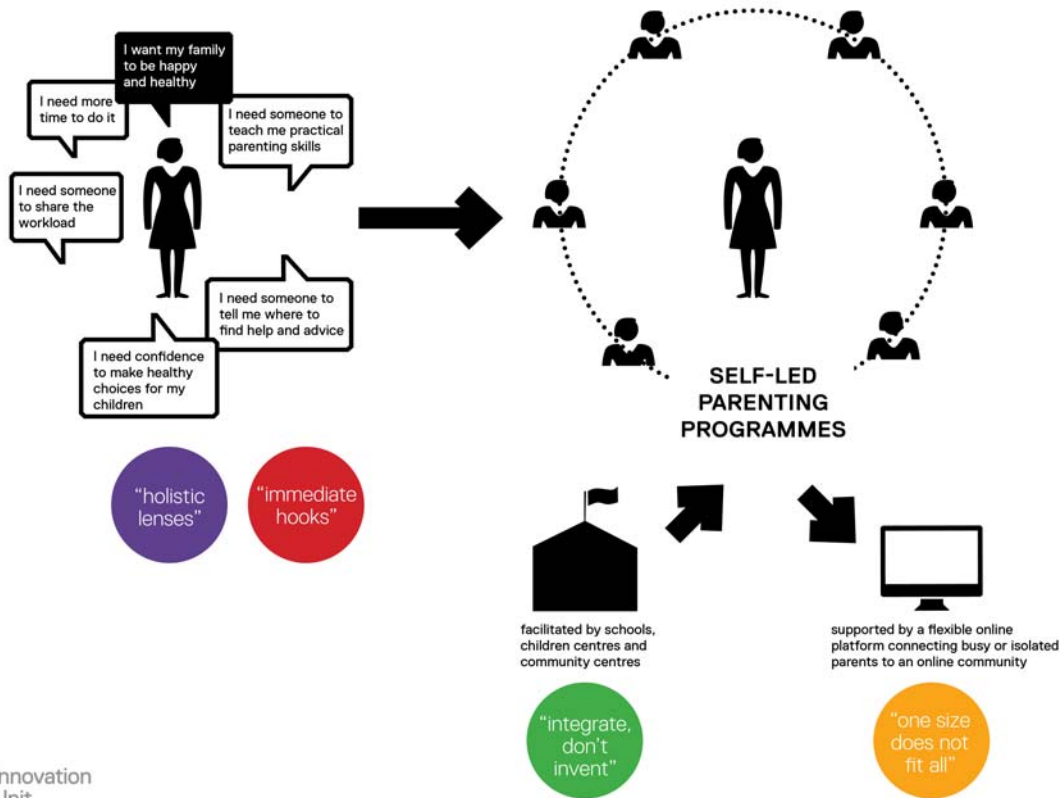 I want my family
to be happy
and healthy
I need more
time to do it
I need someone to
teach me practical
parenting skills
I need someone
to share the
workload
I need someone to
tell me where to
find help and advice
I need confidence
to make healthy
choices for my
children
"holistic
lenses"
"immediate
hooks"
SELF-LED
PARENTING
PROGRAMMES
facilitated by schools,
children centres and
community centres
supported by a flexible online
platform connecting busy or isolated
parents to an online community
"integrate,
don't
invent"
"one size
does not
fit all"
nnovation